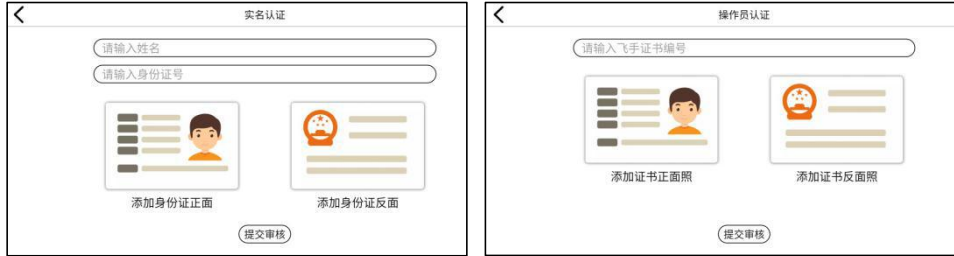 实名认证
请输入姓名
请输入身份证号
添加身份证正面
添加身份证反面
提交审核
操作员认证
请输入飞手证书编号
添加证书正面照
添加证书反面照
提交审核